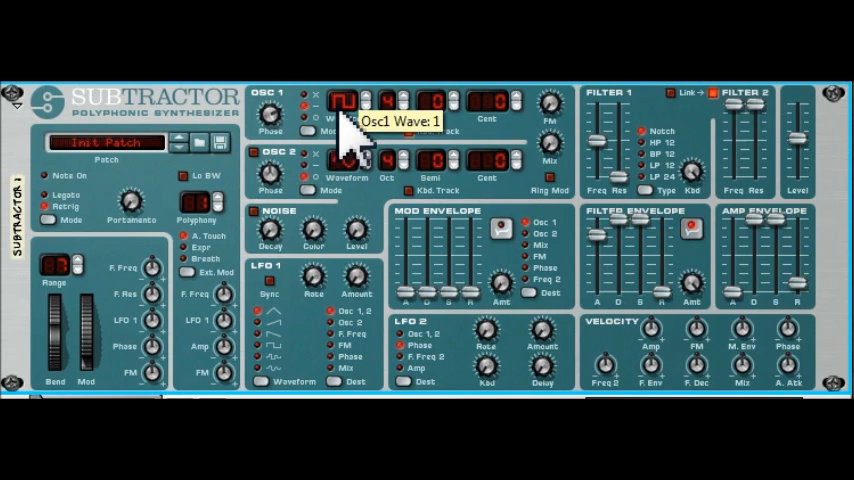 SUBTRACTOR
POLYPHONIC SYNTHESIZER
Init Patch
Patch
Note On
Lo BW
Legato
Retrig
Mode
Portamento
Polyphony
SUBTRACTOR 1
Range
Bend
Mod
F. Freq
F. Res
LFO 1
Phase
FM
A. Touch
Expr
Breath
Ext. Mod
F. Freq
LFO 1
Amp
FM
OSC 1
Phase
4
0
0
Osc1 Wave: 1
Cent
FM
OSC 2
Phase
Mode
Waveform
4
Oct
0
Semi
0
Cent
Kbd. Track
Mix
Ring Mod
NOISE
Decay
Color
Level
LFO 1
Sync
Rate
Amount
Osc 1, 2
Osc 2
F. Freq
FM
Phase
Mix
Waveform
Dest
MOD ENVELOPE
A D S R
Osc 1
Osc 2
Mix
FM
Phase
Freq 2
Amt
Dest
LFO 2
Osc 1, 2
Phase
F. Freq 2
Amp
Dest
Rate
Amount
Kbd
Delay
FILTER 1
Link
FILTER 2
Freq Res
Notch
HP 12
BP 12
LP 12
LP 24
Type
Kbd
Freq Res
Level
FILTER ENVELOPE
A D S R
Amt
AMP ENVELOPE
A D S R
VELOCITY
Amp
FM
M. Env
Phase
Freq 2
F. Env
F. Dec
Mix
A. Atk